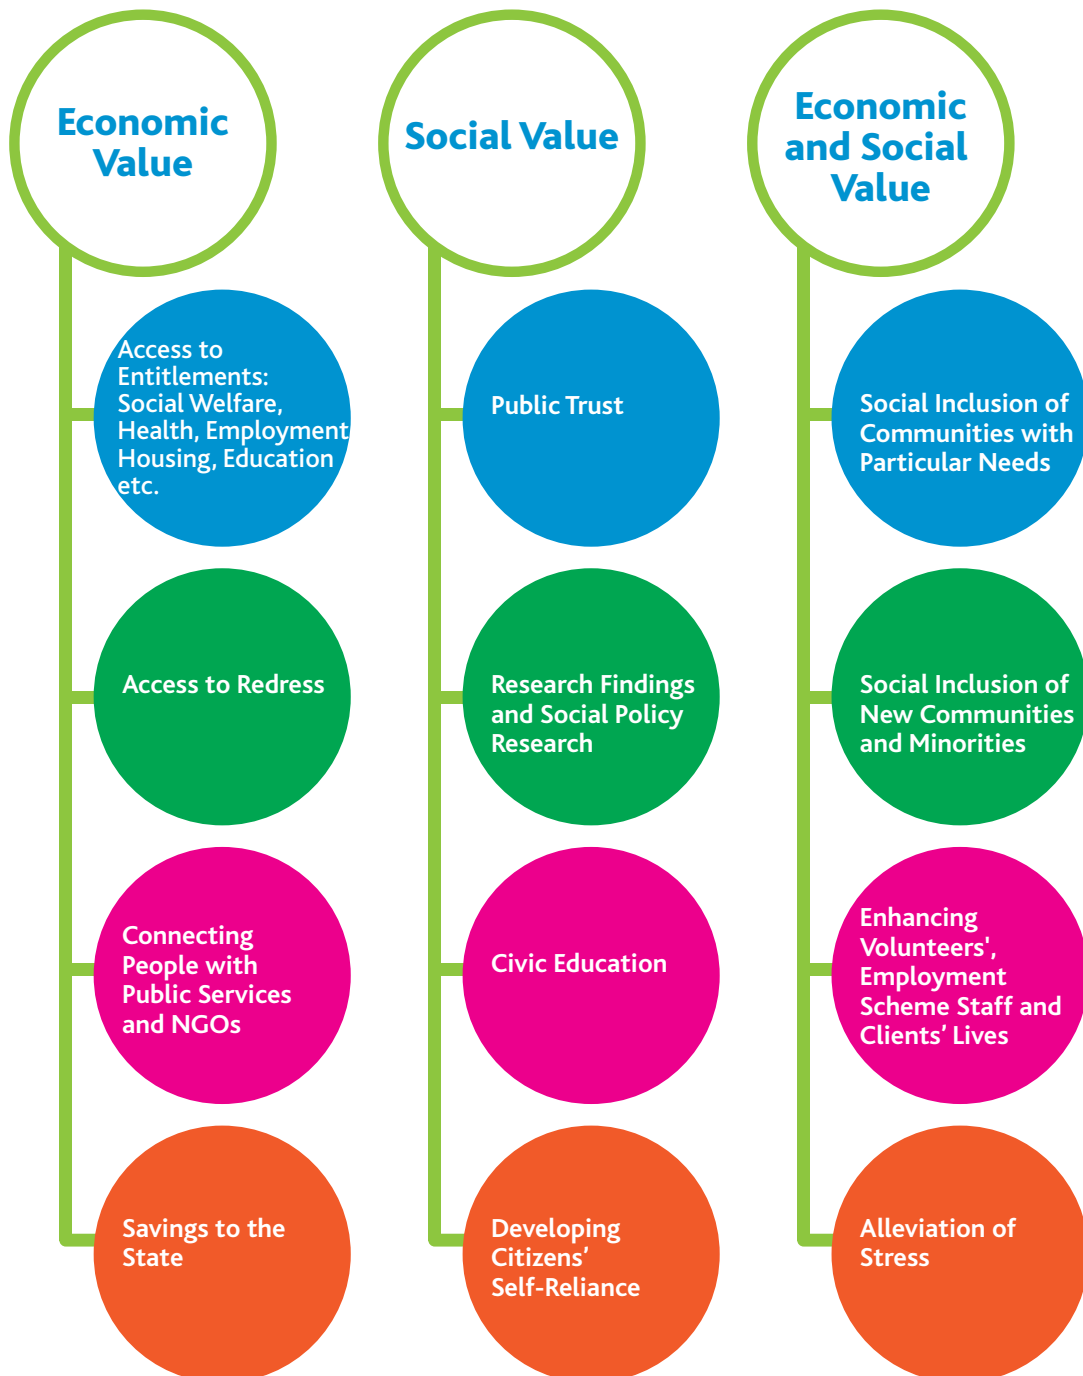 Economic
Value
Access to
Entitlements:
Social Welfare,
Health, Employment
Housing, Education
etc.
Access to Redress
Connecting
People with
Public Services
and NGOs
Savings to the
State
Social Value
Public Trust
Research Findings
and Social Policy
Research
Civic Education
Developing
Citizens’
Self-Reliance
Economic
and Social
Value
Social Inclusion of
Communities with
Particular Needs
Social Inclusion of
New Communities
and Minorities
Enhancing
Volunteers',
Employment
Scheme Staff and
Clients’ Lives
Alleviation of
Stress